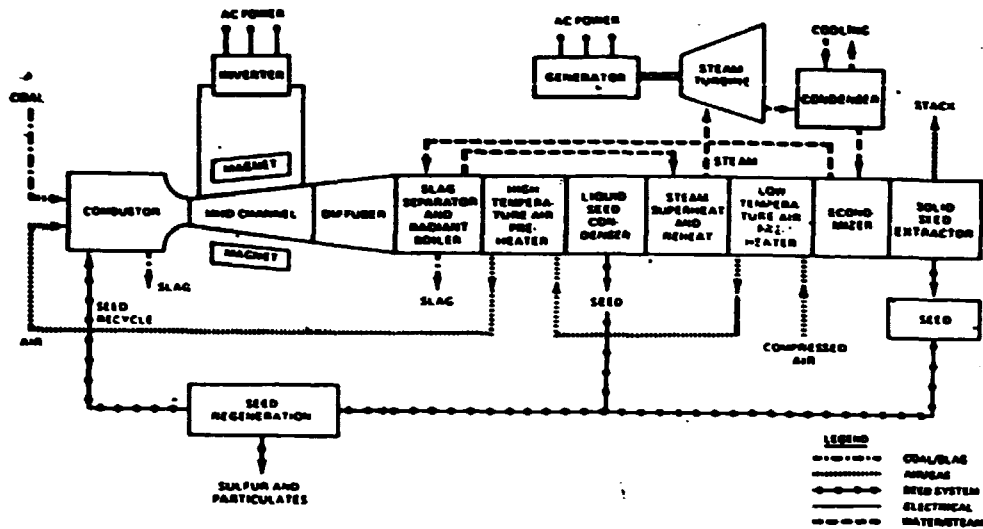 AC POWER
AC POWER
COOLING
INVERTER
GENERATOR
STEAM
TURBINE
CONDENSER
COAL
STACK
MAGNET
STEAM
COMBUSTOR
MHD CHANNEL
DIFFUSER
SLAG
SEPARATOR
AND
RADIANT
BOILER
HIGH
TEMPERA-
TURE AIR
PRE-
HEATER
LIQUID
SEED CON-
DENSER
STEAM
SUPERHEAT
AND
REHEAT
LOW
TEMPERA-
TURE AIR
PRE-
HEATER
ECONO-
MIZER
SOLID
SEED
EXTRACTOR
MAGNET
SLAG
SLAG
SEED
SEED
RECYCLE
AIR
COMPRESSED
AIR
SEED
SEED
REGENERATION
SULFUR AND
PARTICULATES
LEGEND
COAL/SLAG
AIR/GAS
SEED SYSTEM
ELECTRICAL
WATER/STEAM